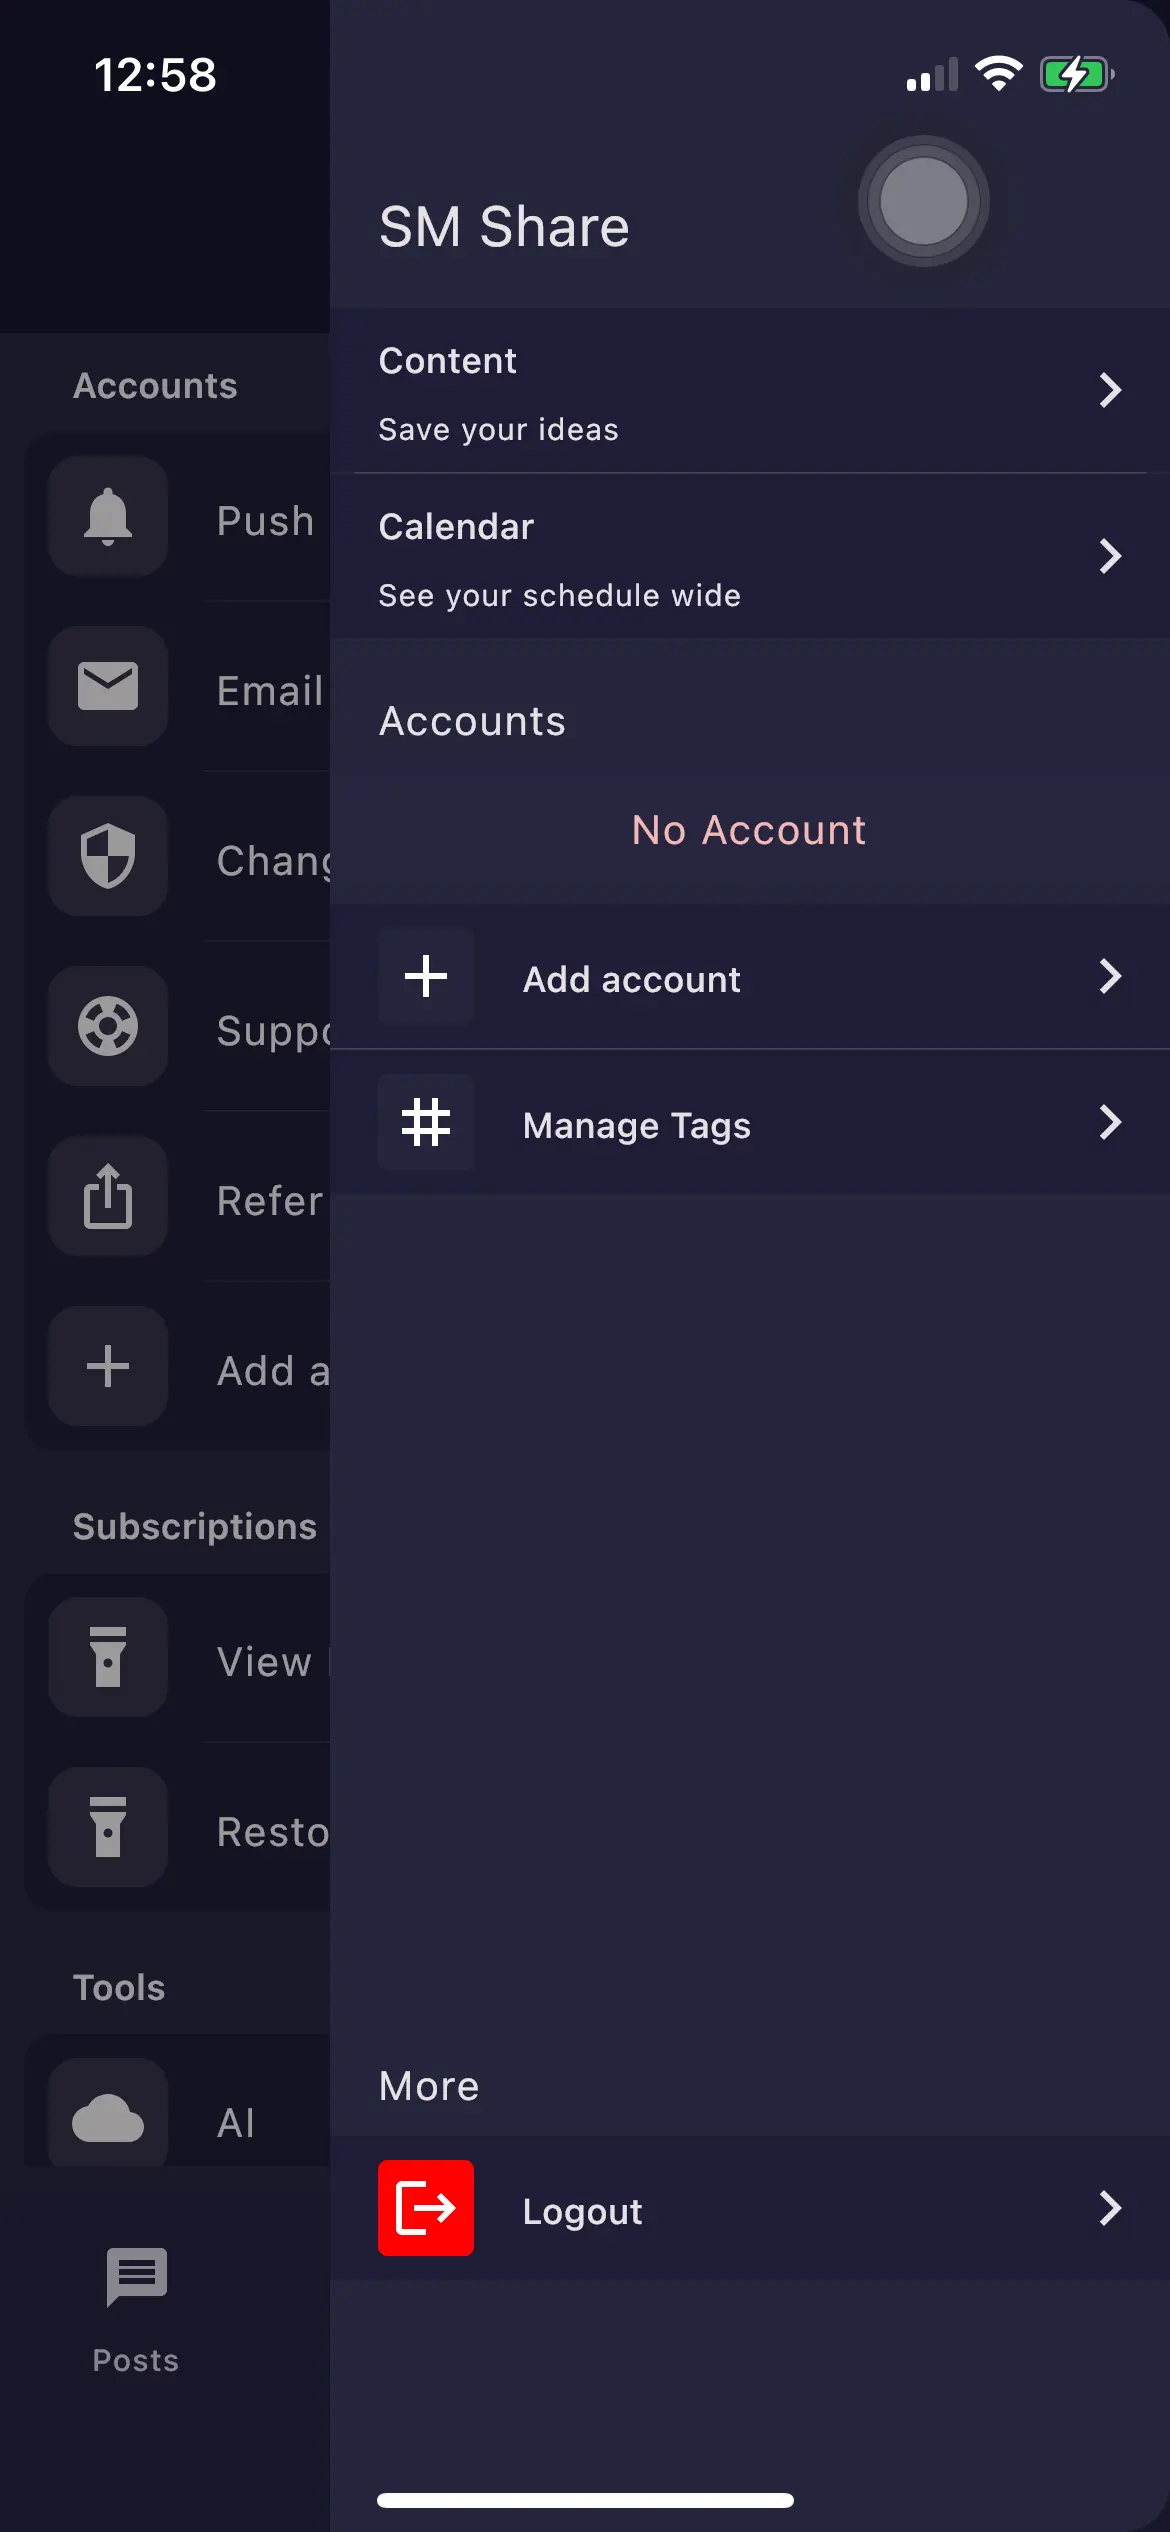 12:58
SM Share
Content
Save your ideas
Calendar
See your schedule wide
Accounts
No Account
Add account
Manage Tags
More
Logout
Accounts
Push
Email
Chang
Suppo
Refer
Add a
Subscriptions
View
Resto
Tools
AI
Posts